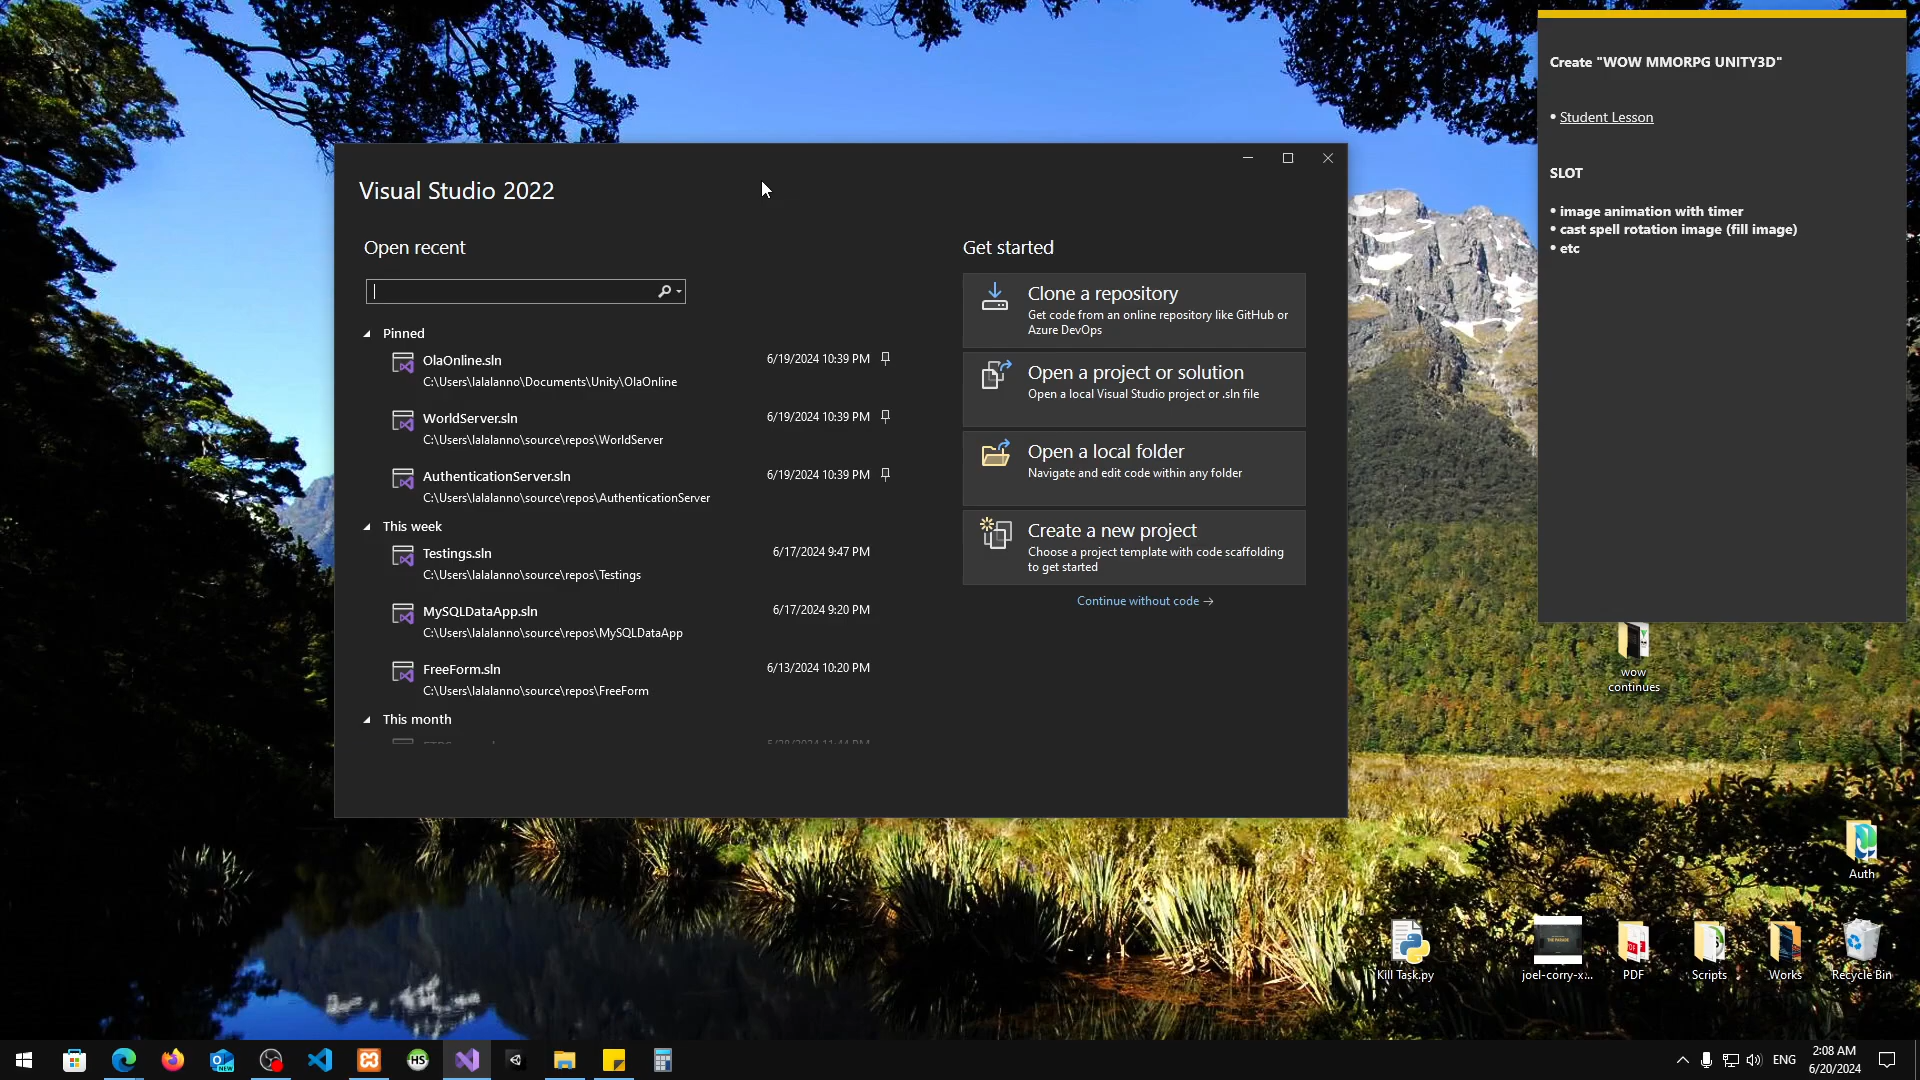 Visual Studio 2022
Open recent
Pinned
OlaOnline.sln
6/19/2024 10:39 PM
C:\Users\lalalanno\Documents\Unity\OlaOnline
WorldServer.sln
6/19/2024 10:39 PM
C:\Users\lalalanno\source\repos\WorldServer
AuthenticationServer.sln
6/19/2024 10:39 PM
C:\Users\lalalanno\source\repos\AuthenticationServer
This week
Testings.sln
6/17/2024 9:47 PM
C:\Users\lalalanno\source\repos\Testings
MySQLDataApp.sln
6/17/2024 9:20 PM
C:\Users\lalalanno\source\repos\MySQLDataApp
FreeForm.sln
6/13/2024 10:20 PM
C:\Users\lalalanno\source\repos\FreeForm
This month
Get started
Clone a repository
Get code from an online repository like GitHub or
Azure DevOps
Open a project or solution
Open a local Visual Studio project or .sln file
Open a local folder
Navigate and edit code within any folder
Create a new project
Choose a project template with code scaffolding
to get started
Continue without code →
Create "WOW MMORPG UNITY3D"
• Student Lesson
SLOT
• image animation with timer
• cast spell rotation image (fill image)
• etc
wow
continues
Auth
Kill Task.py
joel-corry-x...
PDF
Scripts
Works
Recycle Bin
NEW
HS
ENG
2:08 AM
6/20/2024